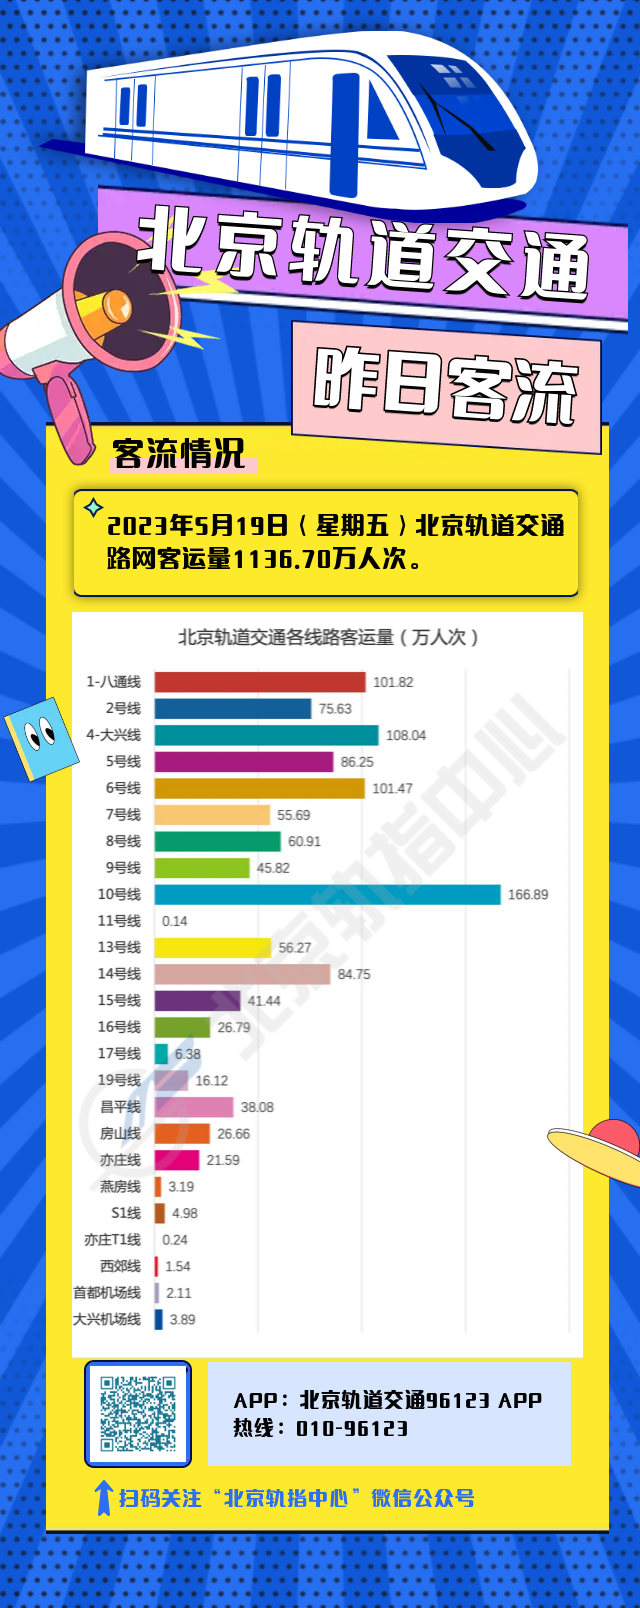 北京轨道交通
昨日客流
客流情况
2023年5月19日（星期五）北京轨道交通
路网客运量1136.70万人次。
北京轨道交通各线路客运量（万人次）
1-八通线 101.82
2号线 75.63
4-大兴线 108.04
5号线 86.25
6号线 101.47
7号线 55.69
8号线 60.91
9号线 45.82
10号线 166.89
11号线 0.14
13号线 56.27
14号线 84.75
15号线 41.44
16号线 26.79
17号线 6.38
19号线 16.12
昌平线 38.08
房山线 26.66
亦庄线 21.59
燕房线 3.19
S1线 4.98
亦庄T1线 0.24
西郊线 1.54
首都机场线 2.11
大兴机场线 3.89
北京轨指中心
APP：北京轨道交通96123 APP
热线：010-96123
扫码关注“北京轨指中心”微信公众号